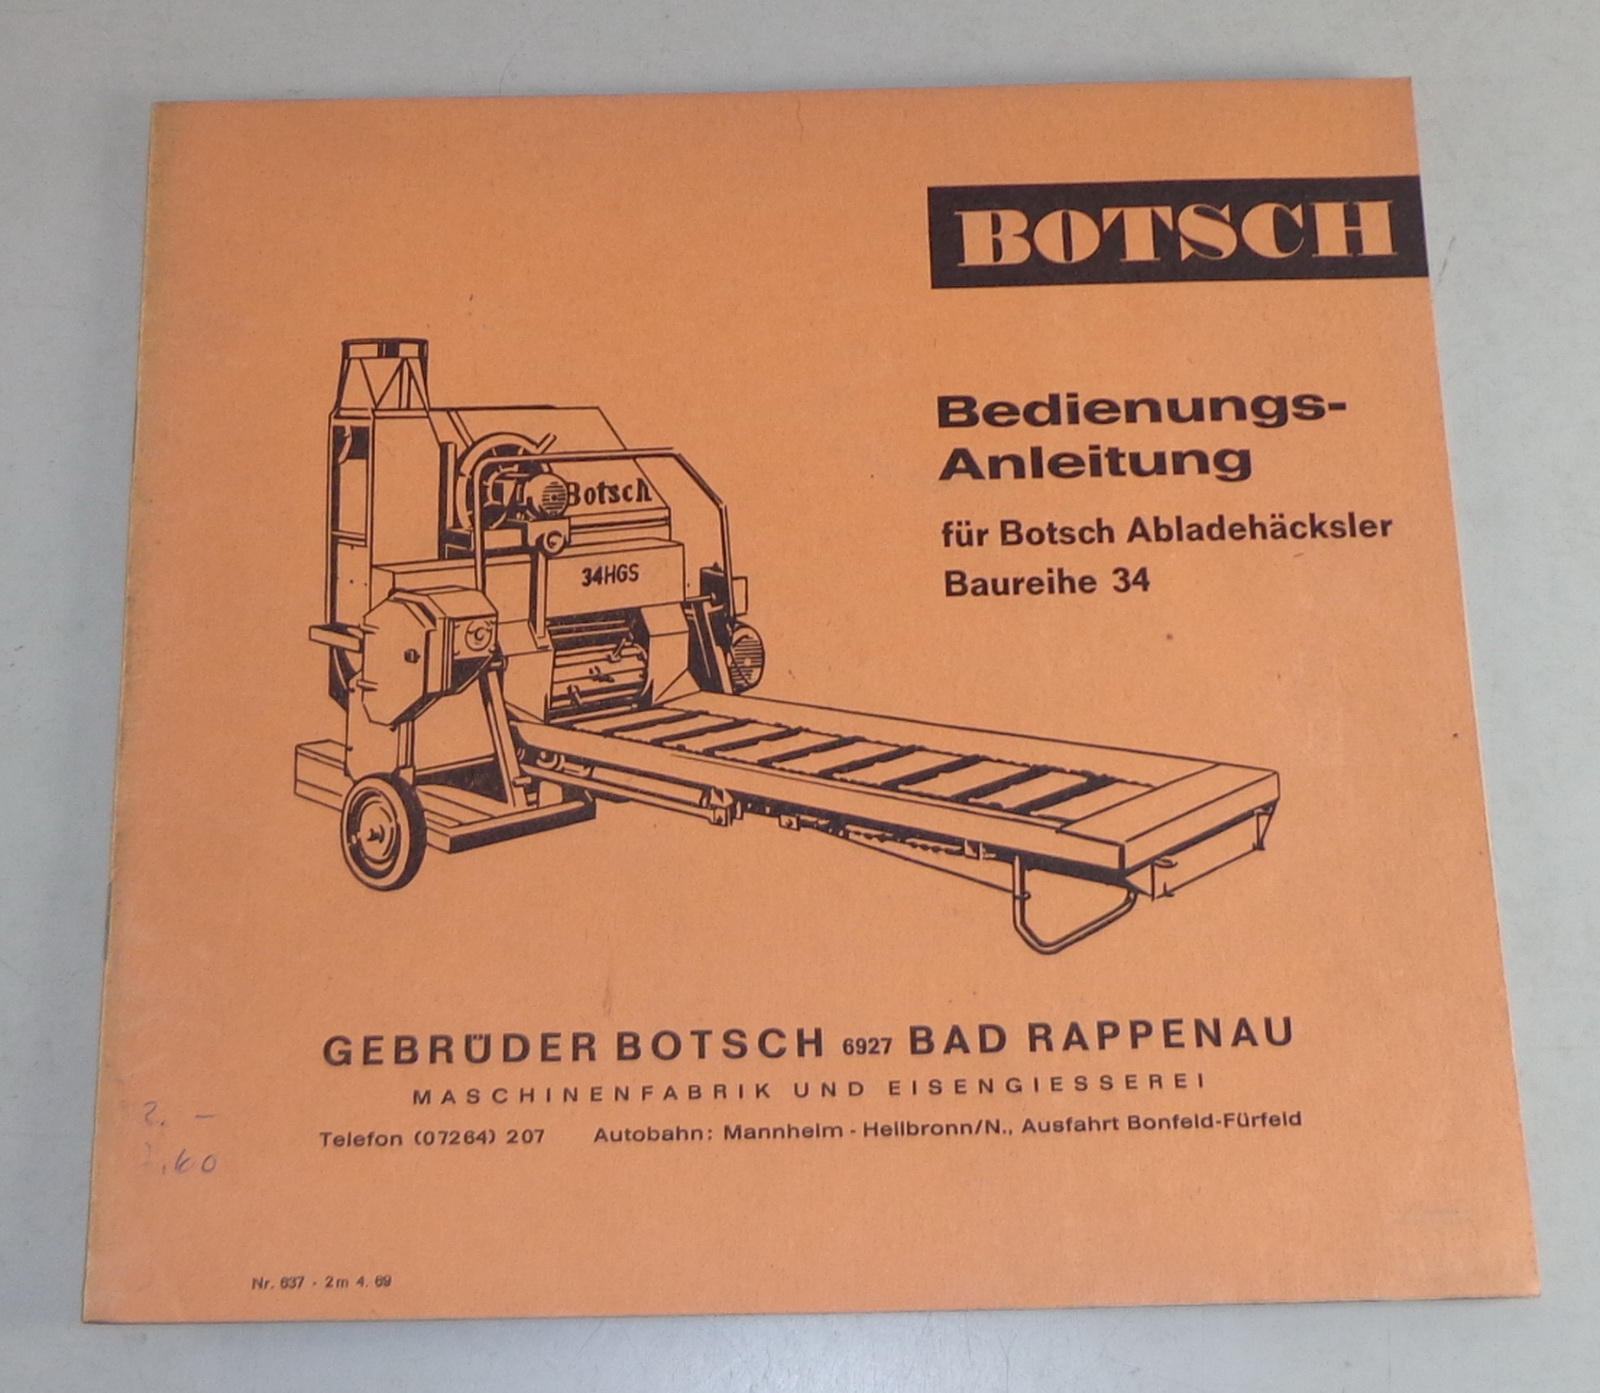 BOTSCH
Bedienungs-
Anleitung
für Botsch Abladehäcksler
Baureihe 34
Botsch
34HGS
GEBRÜDER BOTSCH 6927 BAD RAPPENAU
MASCHINENFABRIK UND EISENGIESSEREI
Telefon (07264) 207 Autobahn: Mannheim - Heilbronn/N., Ausfahrt Bonfeld-Fürfeld
2. -
Nr. 637 · 2m 4. 69